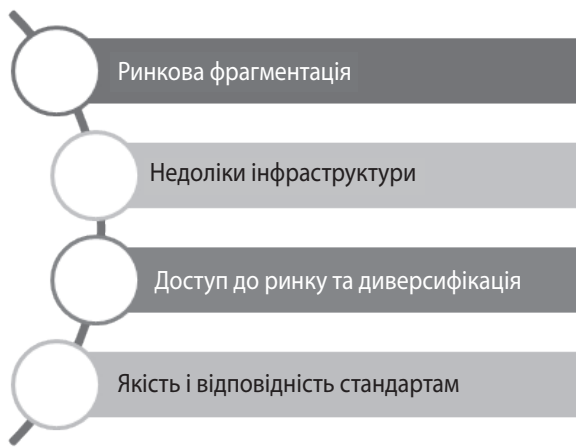 Ринкова фрагментація
Недоліки інфраструктури
Доступ до ринку та диверсифікація
Якість і відповідність стандартам